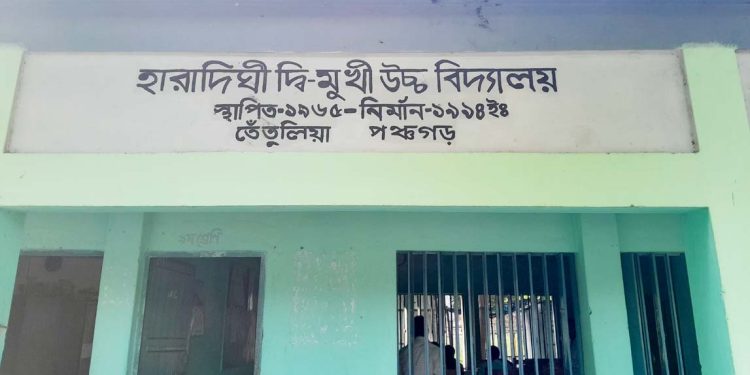 হারাদিঘী দ্বি-মুখী উচ্চ বিদ্যালয়
স্থাপিত-১৯৬৫-নির্মান-১৯৯৪ইং
তেঁতুলিয়া পঞ্চগড়